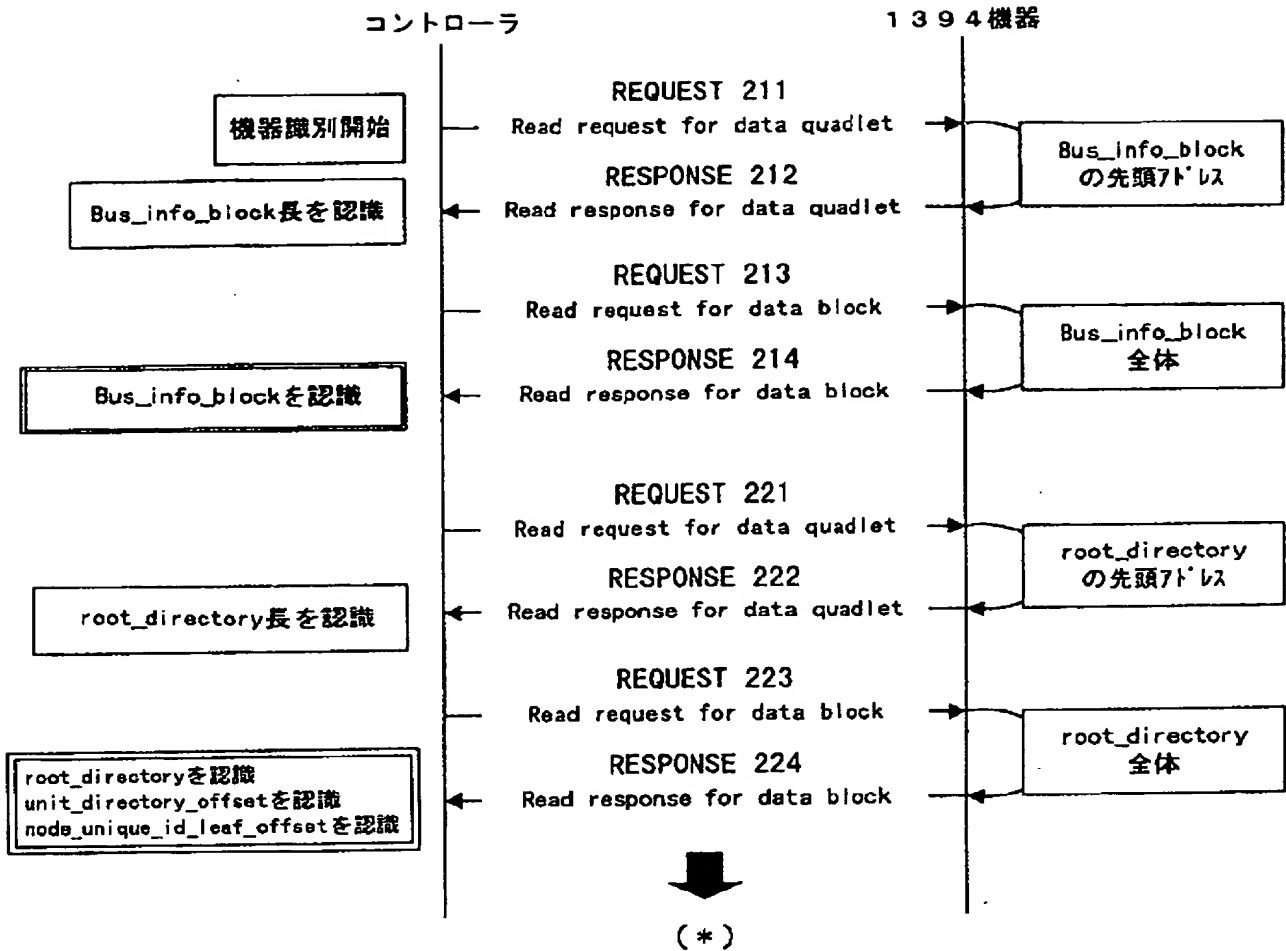 コントローラ
１３９４機器
機器識別開始
REQUEST 211
Read request for data quadlet
Bus_info_block
の先頭ｱﾄﾞﾚｽ
RESPONSE 212
Read response for data quadlet
Bus_info_block長を認識
REQUEST 213
Read request for data block
Bus_info_block
全体
RESPONSE 214
Read response for data block
Bus_info_blockを認識
REQUEST 221
Read request for data quadlet
root_directory
の先頭ｱﾄﾞﾚｽ
RESPONSE 222
Read response for data quadlet
root_directory長を認識
REQUEST 223
Read request for data block
root_directory
全体
RESPONSE 224
Read response for data block
root_directoryを認識
unit_directory_offsetを認識
node_unique_id_leaf_offsetを認識
(*)